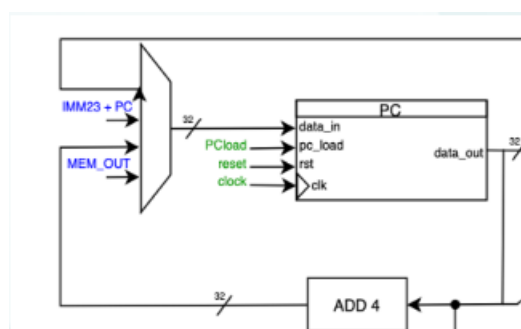 IMM23 + PC
MEM_OUT
32
PCload
reset
clock
PC
data_in
pc_load
rst
clk
data_out
32
32
ADD 4